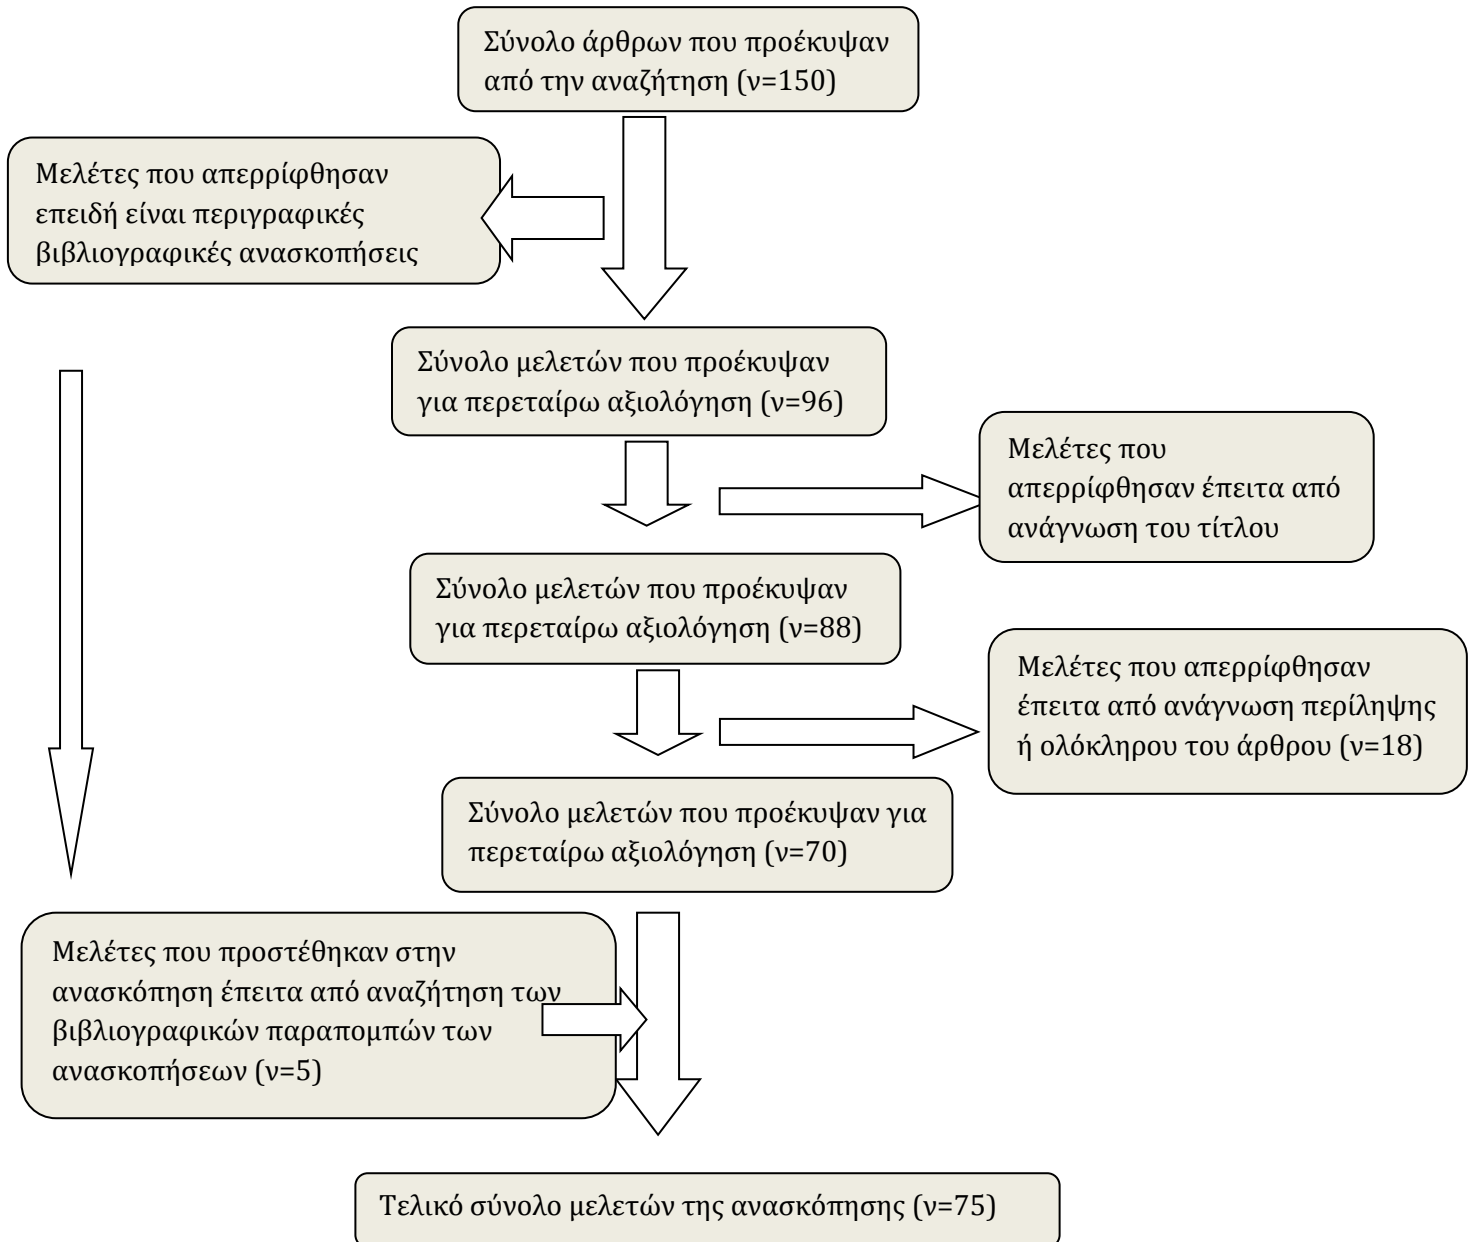 Σύνολο άρθρων που προέκυψαν
από την αναζήτηση (ν=150)
Μελέτες που απερρίφθησαν
επειδή είναι περιγραφικές
βιβλιογραφικές ανασκοπήσεις
Σύνολο μελετών που προέκυψαν
για περεταίρω αξιολόγηση (ν=96)
Μελέτες που
απερρίφθησαν έπειτα από
ανάγνωση του τίτλου
Σύνολο μελετών που προέκυψαν
για περεταίρω αξιολόγηση (ν=88)
Μελέτες που απερρίφθησαν
έπειτα από ανάγνωση περίληψης
ή ολόκληρου του άρθρου (ν=18)
Σύνολο μελετών που προέκυψαν για
περεταίρω αξιολόγηση (ν=70)
Μελέτες που προστέθηκαν στην
ανασκόπηση έπειτα από αναζήτηση των
βιβλιογραφικών παραπομπών των
ανασκοπήσεων (ν=5)
Τελικό σύνολο μελετών της ανασκόπησης (ν=75)